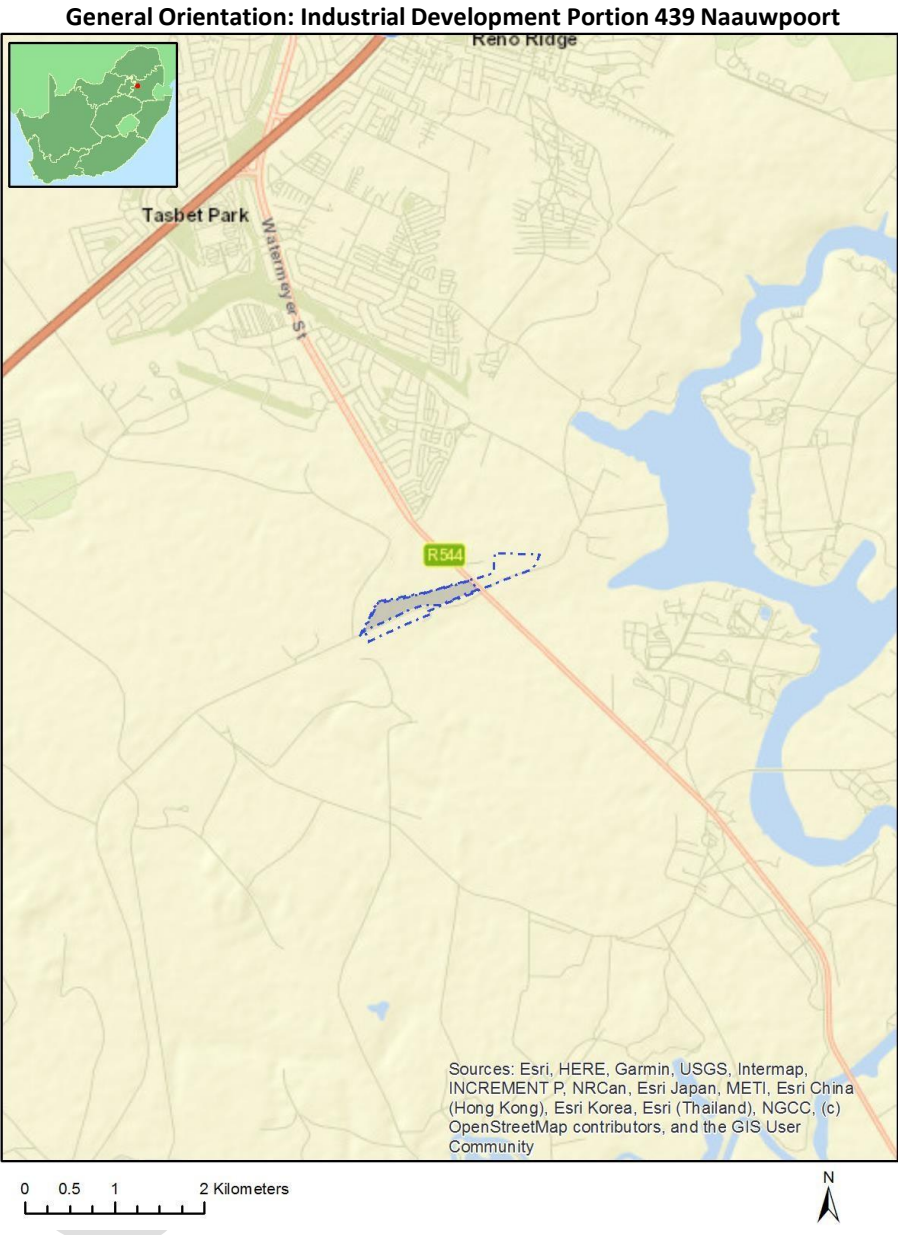 General Orientation: Industrial Development Portion 439 Naauwpoort
Reno Ridge
Tasbet Park
Watermeyer St
R544
Sources: Esri, HERE, Garmin, USGS, Intermap,
INCREMENT P, NRCan, Esri Japan, METI, Esri China
(Hong Kong), Esri Korea, Esri (Thailand), NGCC, (c)
OpenStreetMap contributors, and the GIS User
Community
0 0.5 1 2 Kilometers
N